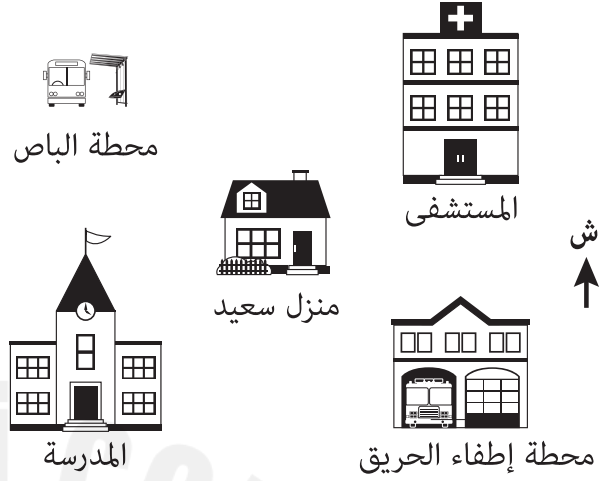 محطة الباص
المستشفى
ش
منزل سعيد
المدرسة
محطة إطفاء الحريق